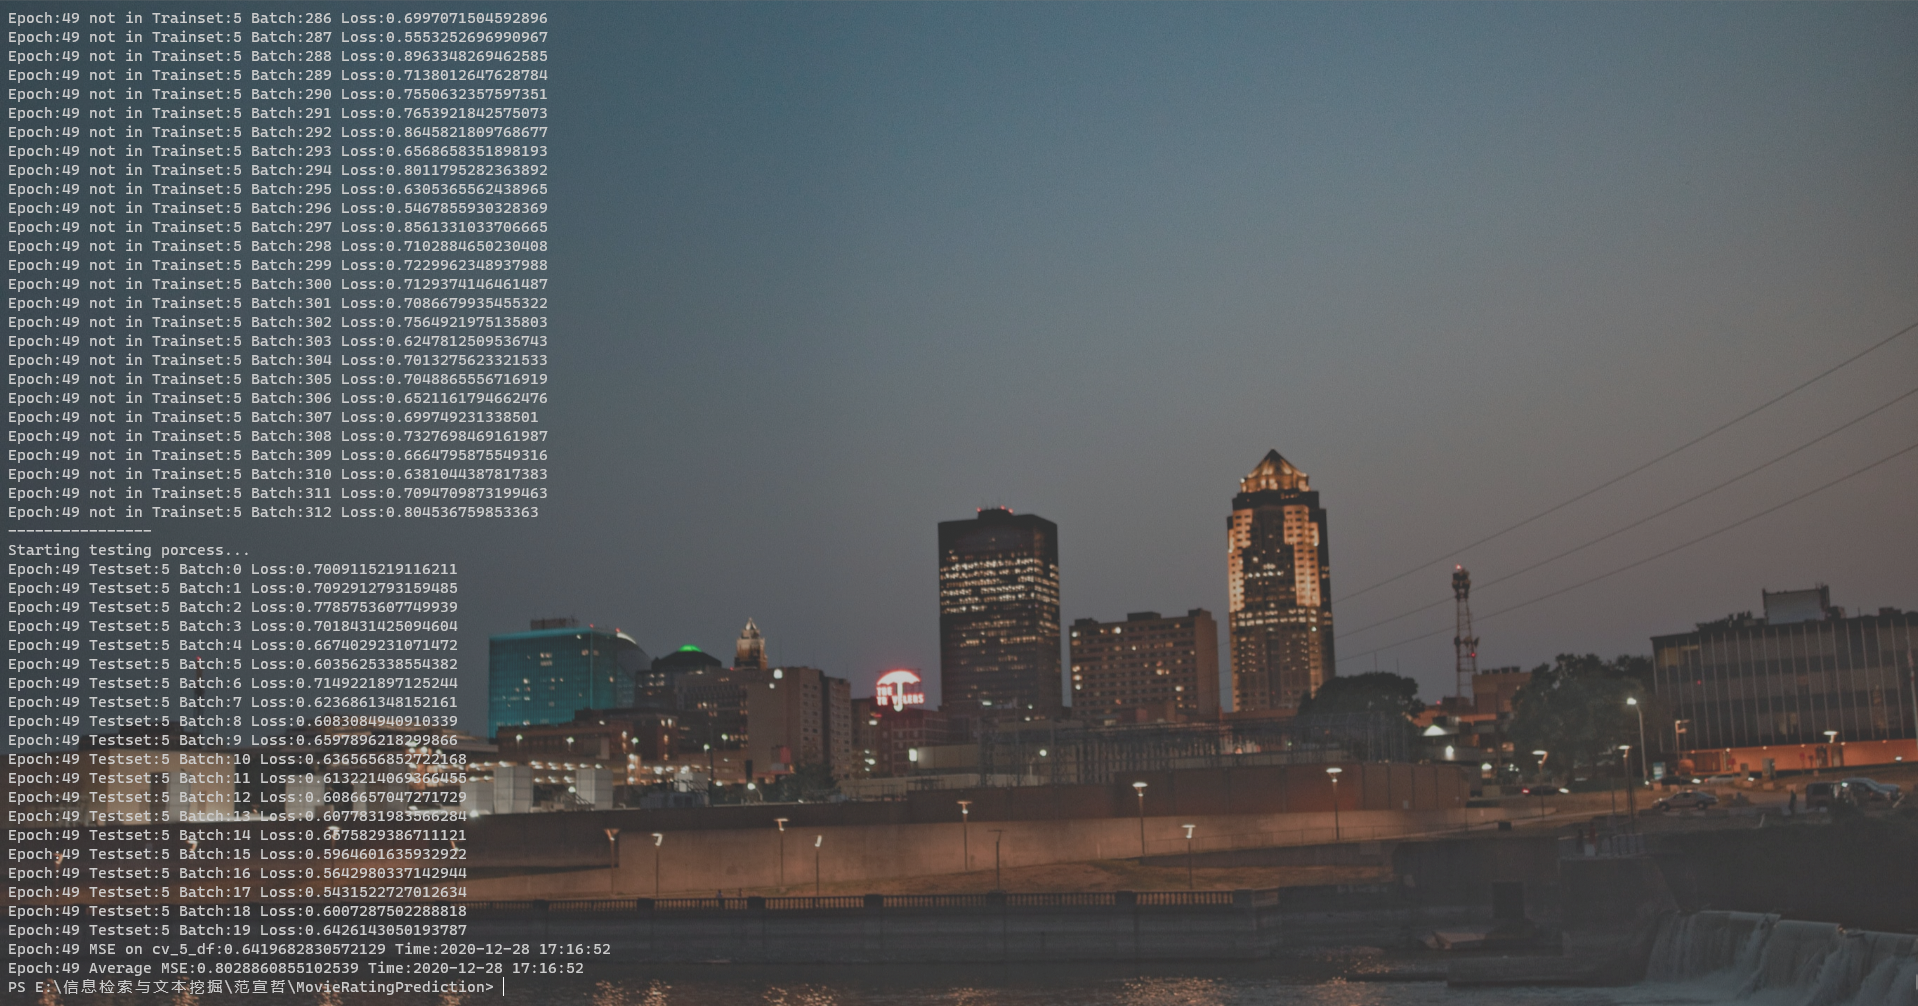 Epoch:49 not in Trainset:5 Batch:286 Loss:0.6997071504592896
Epoch:49 not in Trainset:5 Batch:287 Loss:0.5553252696990967
Epoch:49 not in Trainset:5 Batch:288 Loss:0.8963348269462585
Epoch:49 not in Trainset:5 Batch:289 Loss:0.7138012647628784
Epoch:49 not in Trainset:5 Batch:290 Loss:0.7550632357597351
Epoch:49 not in Trainset:5 Batch:291 Loss:0.7653921842575073
Epoch:49 not in Trainset:5 Batch:292 Loss:0.8645821809768677
Epoch:49 not in Trainset:5 Batch:293 Loss:0.6568658351898193
Epoch:49 not in Trainset:5 Batch:294 Loss:0.8011795282363892
Epoch:49 not in Trainset:5 Batch:295 Loss:0.6305365562438965
Epoch:49 not in Trainset:5 Batch:296 Loss:0.5467855930328369
Epoch:49 not in Trainset:5 Batch:297 Loss:0.8561331033706665
Epoch:49 not in Trainset:5 Batch:298 Loss:0.7102884650230408
Epoch:49 not in Trainset:5 Batch:299 Loss:0.7229962348937988
Epoch:49 not in Trainset:5 Batch:300 Loss:0.7129374146461487
Epoch:49 not in Trainset:5 Batch:301 Loss:0.7086679935455322
Epoch:49 not in Trainset:5 Batch:302 Loss:0.7564921975135803
Epoch:49 not in Trainset:5 Batch:303 Loss:0.6247812509536743
Epoch:49 not in Trainset:5 Batch:304 Loss:0.7013275623321533
Epoch:49 not in Trainset:5 Batch:305 Loss:0.7048865556716919
Epoch:49 not in Trainset:5 Batch:306 Loss:0.6521161794662476
Epoch:49 not in Trainset:5 Batch:307 Loss:0.699749231338501
Epoch:49 not in Trainset:5 Batch:308 Loss:0.7327698469161987
Epoch:49 not in Trainset:5 Batch:309 Loss:0.6664795875549316
Epoch:49 not in Trainset:5 Batch:310 Loss:0.6381044387817383
Epoch:49 not in Trainset:5 Batch:311 Loss:0.7094709873199463
Epoch:49 not in Trainset:5 Batch:312 Loss:0.804536759853363
----------------
Starting testing porcess...
Epoch:49 Testset:5 Batch:0 Loss:0.7009115219116211
Epoch:49 Testset:5 Batch:1 Loss:0.7092912793159485
Epoch:49 Testset:5 Batch:2 Loss:0.7785753607749939
Epoch:49 Testset:5 Batch:3 Loss:0.7018431425094604
Epoch:49 Testset:5 Batch:4 Loss:0.6674029231071472
Epoch:49 Testset:5 Batch:5 Loss:0.6035625338554382
Epoch:49 Testset:5 Batch:6 Loss:0.7149221897125244
Epoch:49 Testset:5 Batch:7 Loss:0.6236861348152161
Epoch:49 Testset:5 Batch:8 Loss:0.6083084940910339
Epoch:49 Testset:5 Batch:9 Loss:0.6597896218299866
Epoch:49 Testset:5 Batch:10 Loss:0.6365656852722168
Epoch:49 Testset:5 Batch:11 Loss:0.6132214069366455
Epoch:49 Testset:5 Batch:12 Loss:0.6086657047271729
Epoch:49 Testset:5 Batch:13 Loss:0.6077831983566284
Epoch:49 Testset:5 Batch:14 Loss:0.6675829386711121
Epoch:49 Testset:5 Batch:15 Loss:0.5964601635932922
Epoch:49 Testset:5 Batch:16 Loss:0.5642980337142944
Epoch:49 Testset:5 Batch:17 Loss:0.5431522727012634
Epoch:49 Testset:5 Batch:18 Loss:0.6007287502288818
Epoch:49 Testset:5 Batch:19 Loss:0.6426143050193787
Epoch:49 MSE on cv_5_df:0.6419682830572129 Time:2020-12-28 17:16:52
Epoch:49 Average MSE:0.8028860855102539 Time:2020-12-28 17:16:52
PS E:\信息检索与文本挖掘\范宣哲\MovieRatingPrediction>